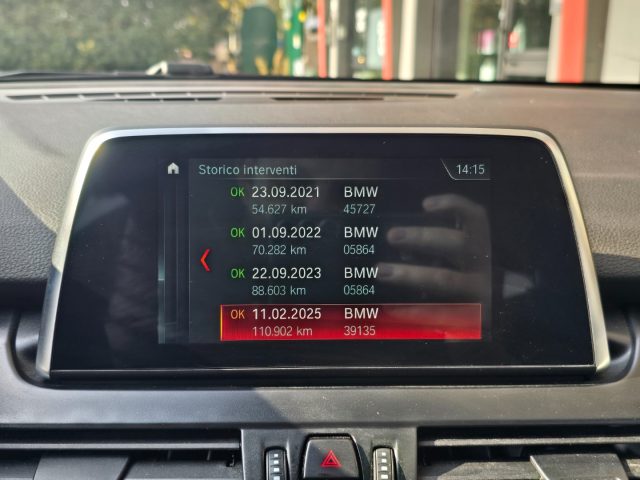 Storico interventi 14:15
OK 23.09.2021 BMW
54.627 km 45727
OK 01.09.2022 BMW
70.282 km 05864
OK 22.09.2023 BMW
88.603 km 05864
OK 11.02.2025 BMW
110.902 km 39135